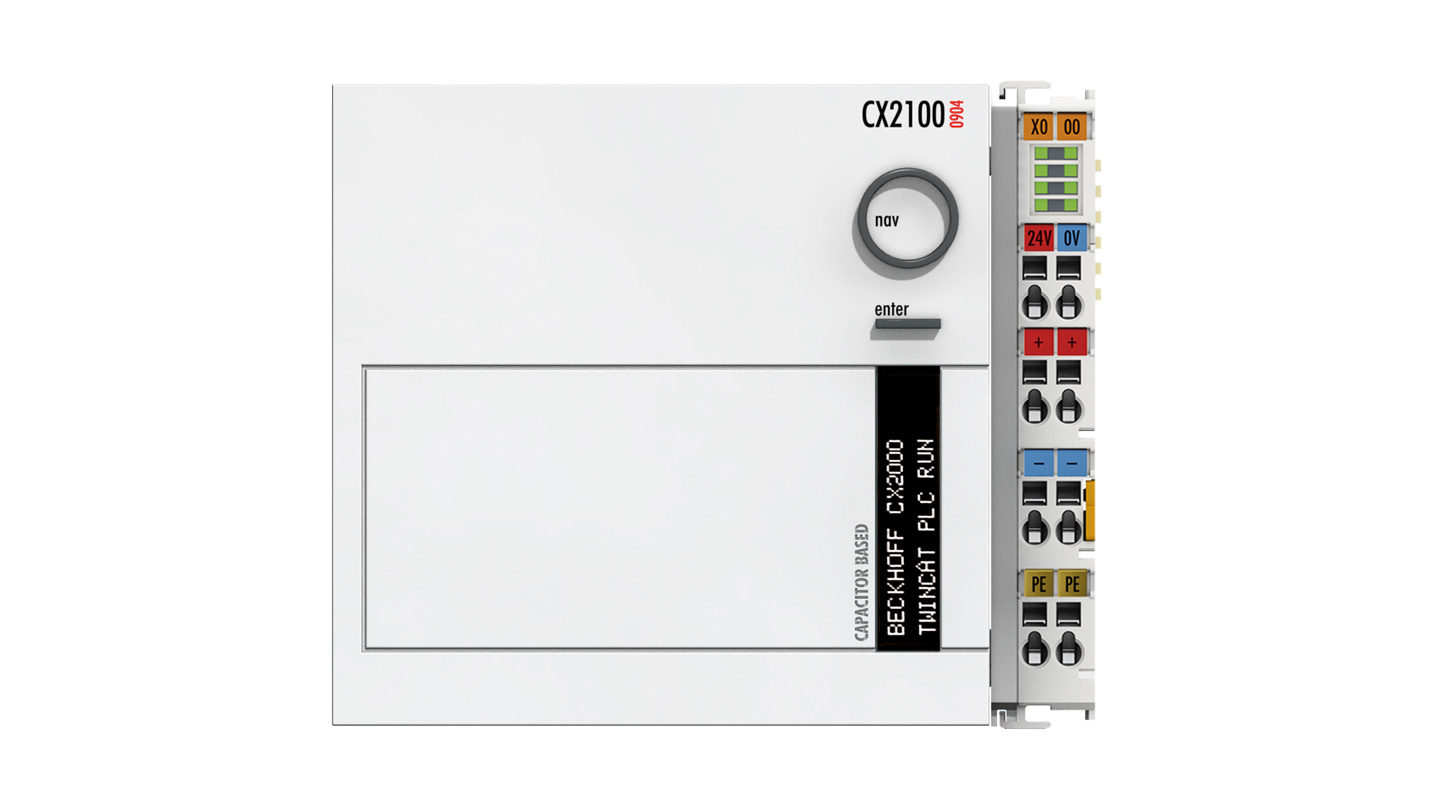 CX2100
0904
nav
enter
CAPACITOR BASED
BECKHOFF CX2000
TWINCAT PLC RUN
X0 00
24V 0V
+ +
− −
PE PE